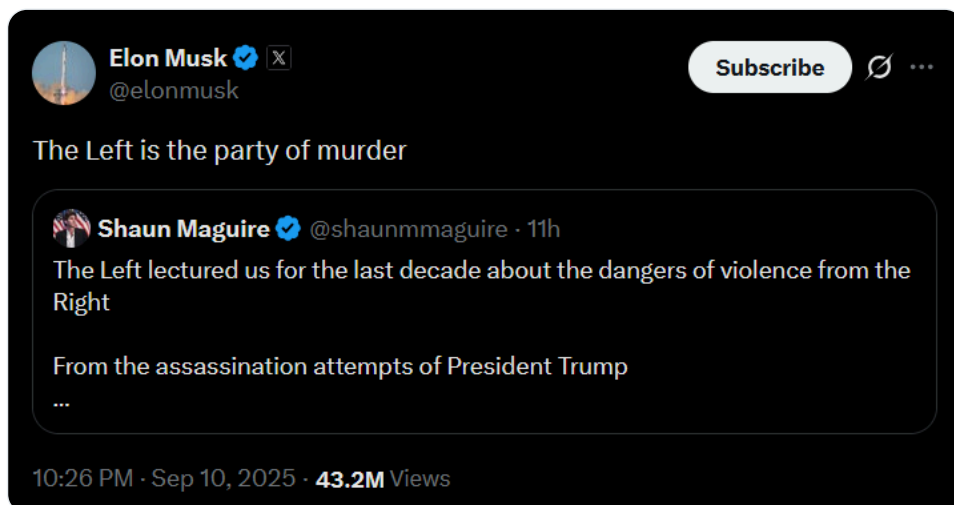 Elon Musk
@elonmusk
Subscribe
The Left is the party of murder
Shaun Maguire @shaunmmaguire · 11h
The Left lectured us for the last decade about the dangers of violence from the
Right
From the assassination attempts of President Trump
...
10:26 PM · Sep 10, 2025 · 43.2M Views